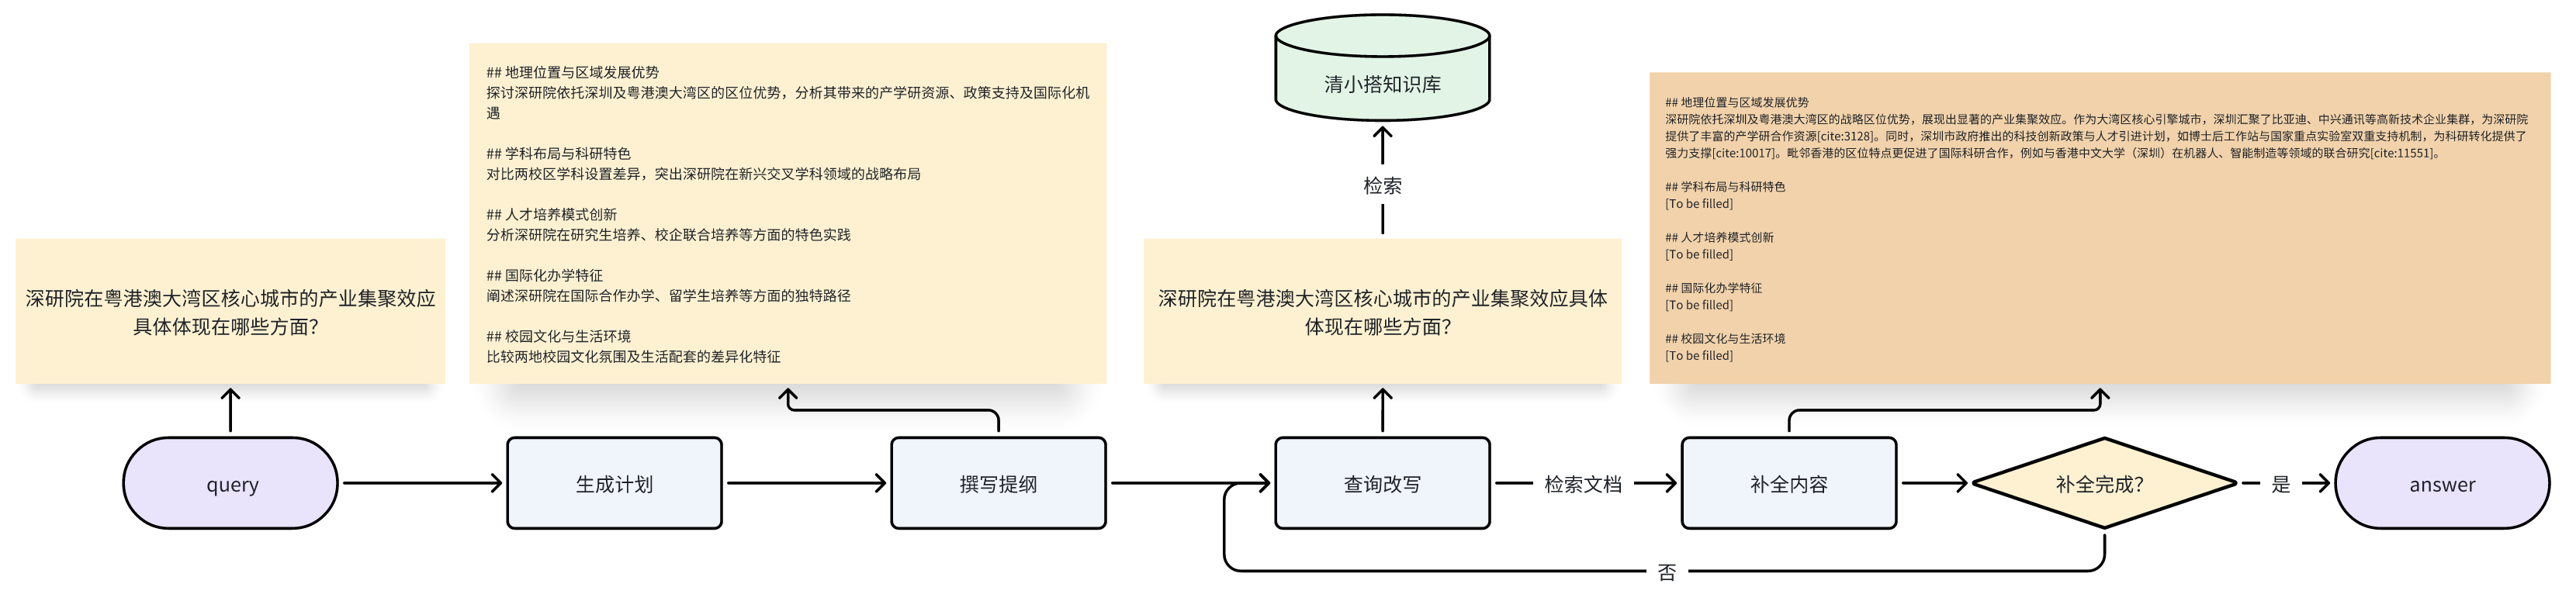 深研院在粤港澳大湾区核心城市的产业集聚效应
具体体现在哪些方面？
## 地理位置与区域发展优势
探讨深研院依托深圳及粤港澳大湾区的区位优势，分析其带来的产学研资源、政策支持及国际化机
遇
## 学科布局与科研特色
对比两校区学科设置差异，突出深研院在新兴交叉学科领域的战略布局
## 人才培养模式创新
分析深研院在研究生培养、校企联合培养等方面的特色实践
## 国际化办学特征
阐述深研院在国际合作办学、留学生培养等方面的独特路径
## 校园文化与生活环境
比较两地校园文化氛围及生活配套的差异化特征
清小搭知识库
检索
深研院在粤港澳大湾区核心城市的产业集聚效应具体
体现在哪些方面？
## 地理位置与区域发展优势
深研院依托深圳及粤港澳大湾区的战略区位优势，展现出显著的产业集聚效应。作为大湾区核心引擎城市，深圳汇聚了比亚迪、中兴通讯等高新技术企业集群，为深研院
提供了丰富的产学研合作资源[cite:3128]。同时，深圳市政府推出的科技创新政策与人才引进计划，如博士后工作站与国家重点实验室双重支持机制，为科研转化提供了
强力支撑[cite:10017]。毗邻香港的区位特点更促进了国际科研合作，例如与香港中文大学（深圳）在机器人、智能制造等领域的联合研究[cite:11551]。
## 学科布局与科研特色
[To be filled]
## 人才培养模式创新
[To be filled]
## 国际化办学特征
[To be filled]
## 校园文化与生活环境
[To be filled]
query
生成计划
撰写提纲
查询改写
检索文档
补全内容
补全完成？
是
answer
否